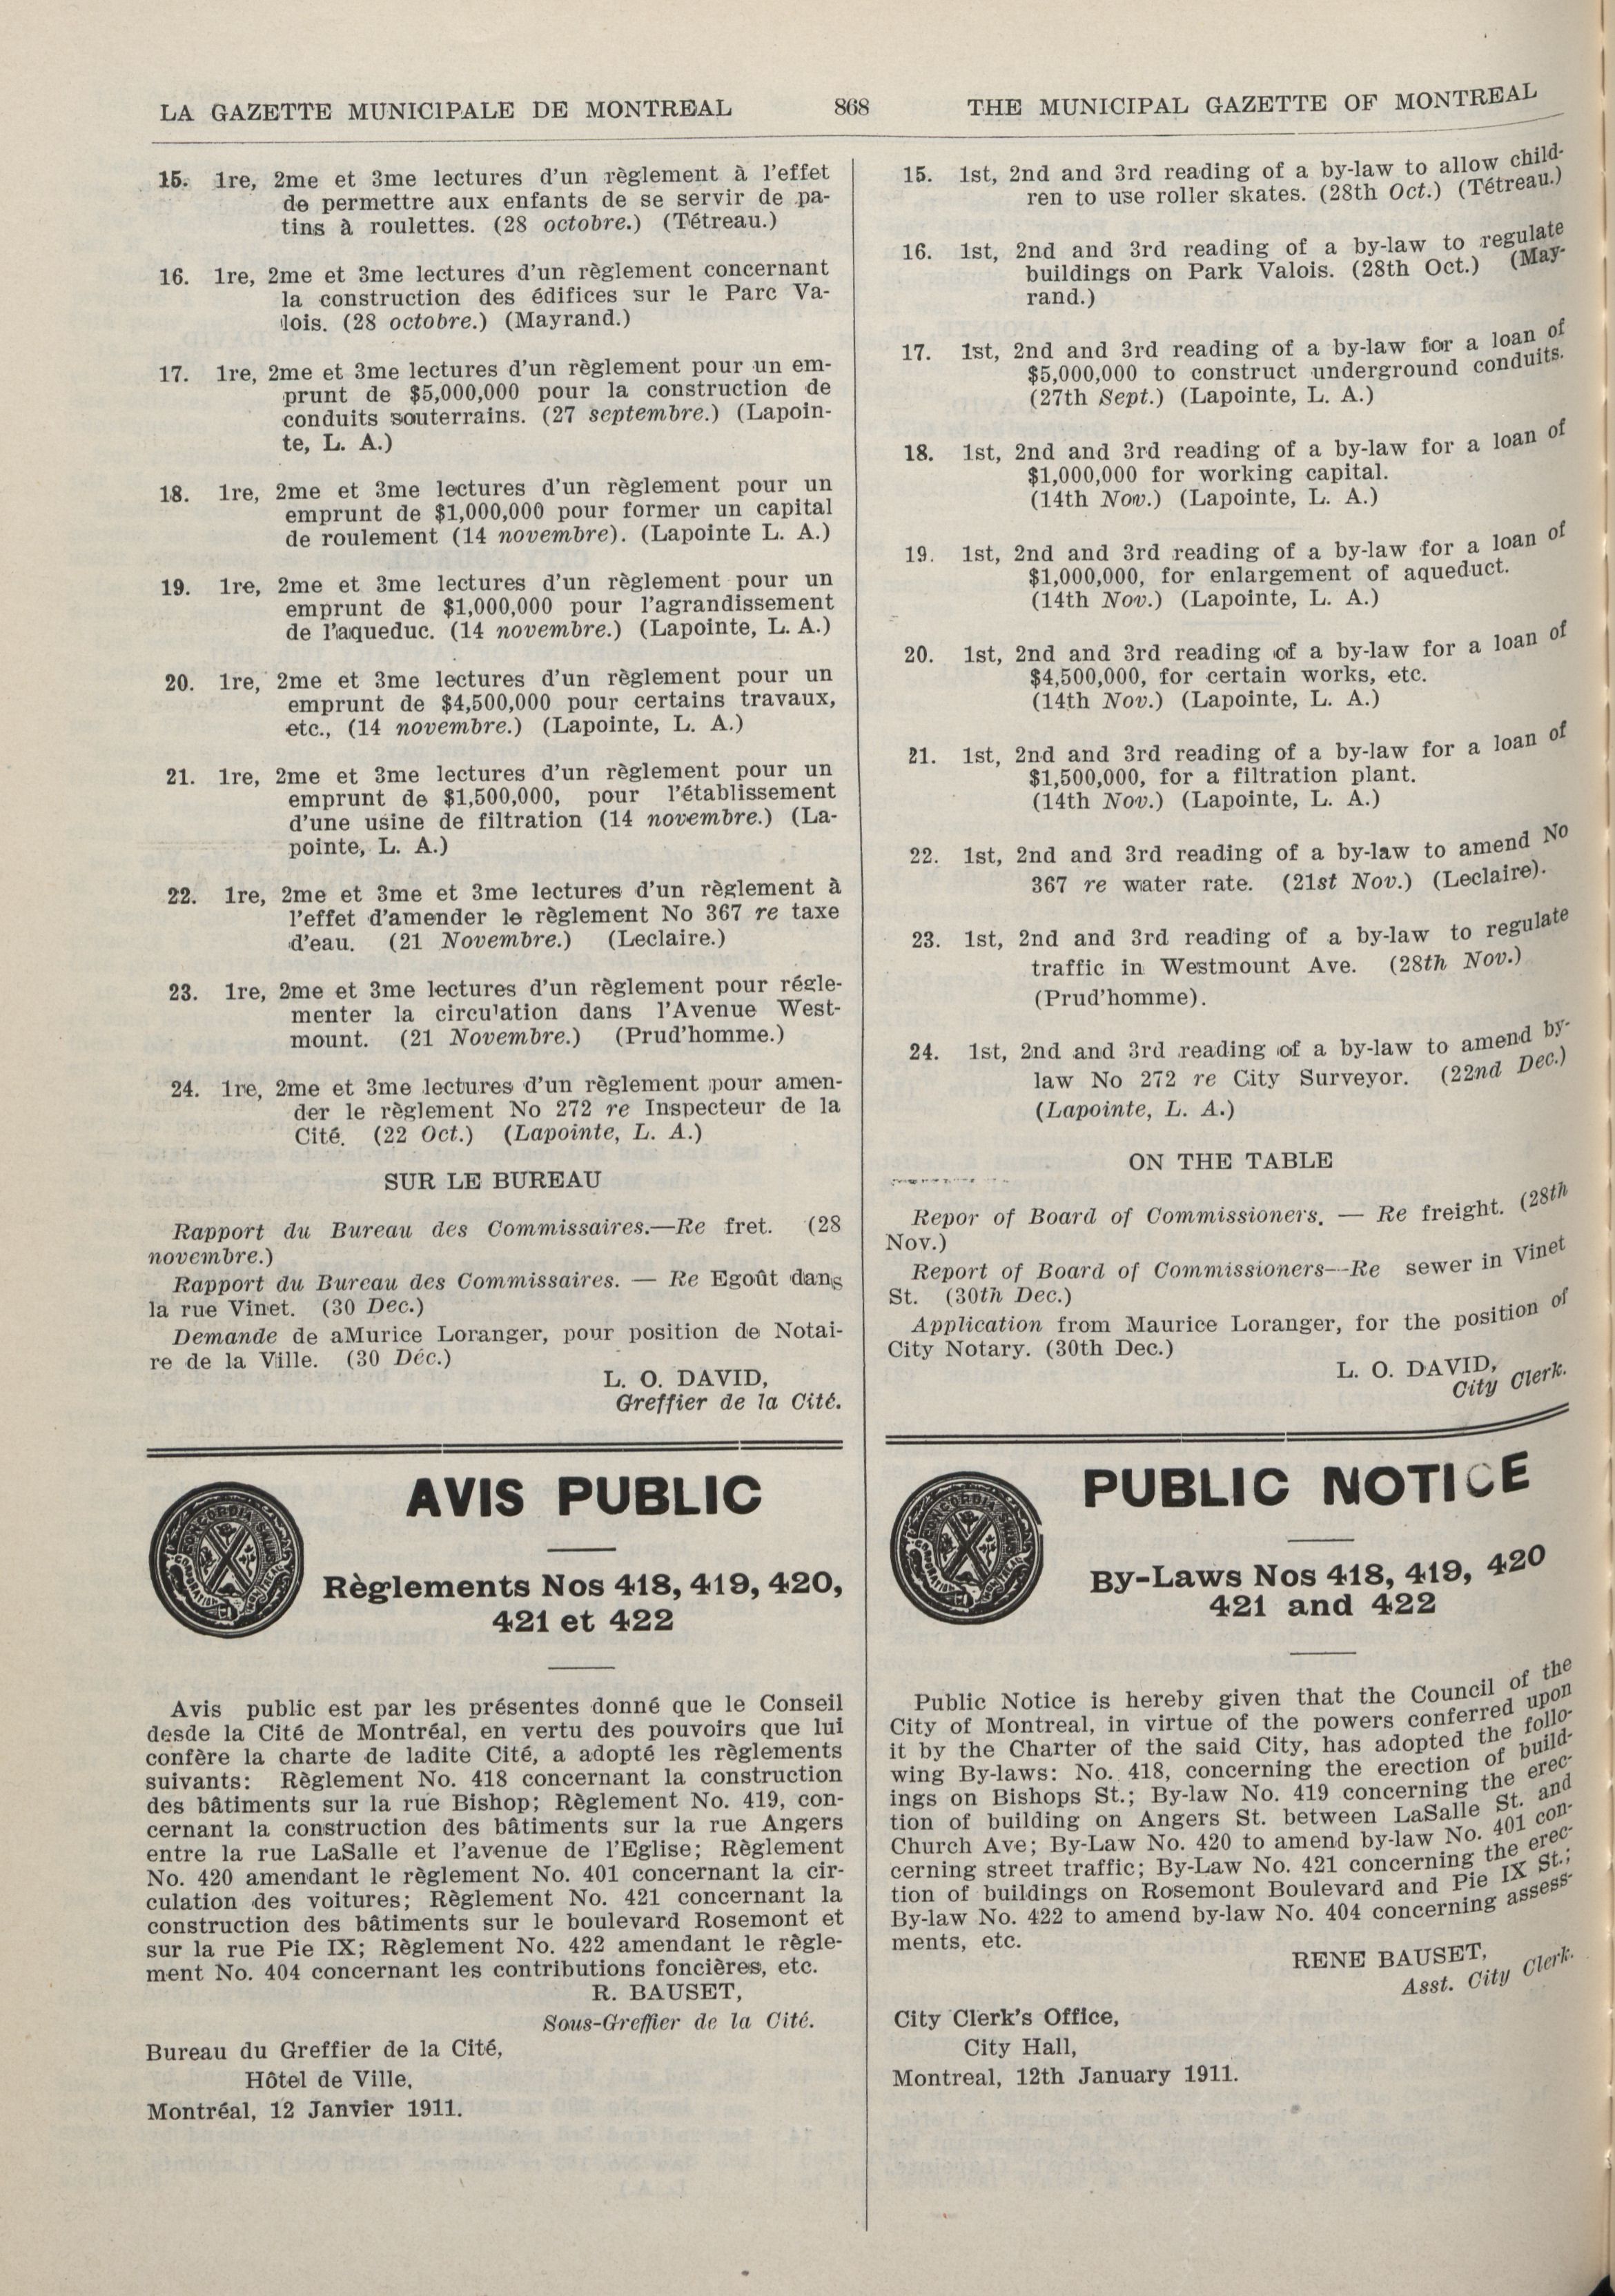 LA GAZETTE MUNICIPALE DE MONTREAL 868 THE MUNICIPAL GAZETTE OF MONTREAL
15. 1re, 2me et 3me lectures d'un règlement à l'effet
de permettre aux enfants de se servir de pa-
tins à roulettes. (28 octobre.) (Tétreau.)
16. 1re, 2me et 3me lectures d'un règlement concernant
la construction des édifices sur le Parc Va-
lois. (28 octobre.) (Mayrand.)
17. 1re, 2me et 3me lectures d'un règlement pour un em-
prunt de $5,000,000 pour la construction de
conduits souterrains. (27 septembre.) (Lapoin-
te, L. A.)
18. 1re, 2me et 3me lectures d'un règlement pour un
emprunt de $1,000,000 pour former un capital
de roulement (14 novembre). (Lapointe L. A.)
19. 1re, 2me et 3me lectures d'un règlement pour un
emprunt de $1,000,000 pour l'agrandissement
de l'aqueduc. (14 novembre.) (Lapointe, L. A.)
20. 1re, 2me et 3me lectures d'un règlement pour un
emprunt de $4,500,000 pour certains travaux,
etc., (14 novembre.) (Lapointe, L. A.)
21. 1re, 2me et 3me lectures d'un règlement pour un
emprunt de $1,500,000, pour l'établissement
d'une usine de filtration (14 novembre.) (La-
pointe, L. A.)
22. 1re, 2me et 3me et 3me lectures d'un règlement à
l'effet d'amender le règlement No 367 re taxe
d'eau. (21 Novembre.) (Leclaire.)
23. 1re, 2me et 3me lectures d'un règlement pour régle-
menter la circulation dans l'Avenue West-
mount. (21 Novembre.) (Prud'homme.)
24. 1re, 2me et 3me lectures d'un règlement pour amen-
der le règlement No 272 re Inspecteur de la
Cité. (22 Oct.) (Lapointe, L. A.)
SUR LE BUREAU
Rapport du Bureau des Commissaires.—Re fret. (28
novembre.)
Rapport du Bureau des Commissaires. — Re Egoût dans
la rue Vinet. (30 Dec.)
Demande de aMurice Loranger, pour position de Notai-
re de la Ville. (30 Déc.)
L. O. DAVID,
Greffier de la Cité.
AVIS PUBLIC
Règlements Nos 418, 419, 420,
421 et 422
Avis public est par les présentes donné que le Conseil
desde la Cité de Montréal, en vertu des pouvoirs que lui
confère la charte de ladite Cité, a adopté les règlements
suivants: Règlement No. 418 concernant la construction
des bâtiments sur la rue Bishop; Règlement No. 419, con-
cernant la construction des bâtiments sur la rue Angers
entre la rue LaSalle et l'avenue de l'Eglise; Règlement
No. 420 amendant le règlement No. 401 concernant la cir-
culation des voitures; Règlement No. 421 concernant la
construction des bâtiments sur le boulevard Rosemont et
sur la rue Pie IX; Règlement No. 422 amendant le règle-
ment No. 404 concernant les contributions foncières, etc.
R. BAUSET,
Sous-Greffier de la Cité.
Bureau du Greffier de la Cité,
Hôtel de Ville,
Montréal, 12 Janvier 1911.
15. 1st, 2nd and 3rd reading of a by-law to allow child-
ren to use roller skates. (28th Oct.) (Tétreau.)
16. 1st, 2nd and 3rd reading of a by-law to regulate
buildings on Park Valois. (28th Oct.) (May-
rand.)
17. 1st, 2nd and 3rd reading of a by-law for a loan of
$5,000,000 to construct underground conduits.
(27th Sept.) (Lapointe, L. A.)
18. 1st, 2nd and 3rd reading of a by-law for a loan of
$1,000,000 for working capital.
(14th Nov.) (Lapointe, L. A.)
19. 1st, 2nd and 3rd reading of a by-law for a loan of
$1,000,000, for enlargement of aqueduct.
(14th Nov.) (Lapointe, L. A.)
20. 1st, 2nd and 3rd reading of a by-law for a loan of
$4,500,000, for certain works, etc.
(14th Nov.) (Lapointe, L. A.)
21. 1st, 2nd and 3rd reading of a by-law for a loan of
$1,500,000, for a filtration plant.
(14th Nov.) (Lapointe, L. A.)
22. 1st, 2nd and 3rd reading of a by-law to amend No
367 re water rate. (21st Nov.) (Leclaire).
23. 1st, 2nd and 3rd reading of a by-law to regulate
traffic in Westmount Ave. (28th Nov.)
(Prud'homme).
24. 1st, 2nd and 3rd reading of a by-law to amend by-
law No 272 re City Surveyor. (22nd Dec.)
(Lapointe, L. A.)
ON THE TABLE
Repor of Board of Commissioners. — Re freight. (28th
Nov.)
Report of Board of Commissioners--Re sewer in Vinet
St. (30th Dec.)
Application from Maurice Loranger, for the position of
City Notary. (30th Dec.)
L. O. DAVID,
City Clerk.
PUBLIC NOTICE
By-Laws Nos 418, 419, 420
421 and 422
Public Notice is hereby given that the Council of the
City of Montreal, in virtue of the powers conferred upon
it by the Charter of the said City, has adopted the follo-
wing By-laws: No. 418, concerning the erection of build-
ings on Bishops St.; By-law No. 419 concerning the erec-
tion of building on Angers St. between LaSalle St. and
Church Ave; By-Law No. 420 to amend by-law No. 401 con-
cerning street traffic; By-Law No. 421 concerning the erec-
tion of buildings on Rosemont Boulevard and Pie IX St.;
By-law No. 422 to amend by-law No. 404 concerning assess-
ments, etc.
RENE BAUSET,
Asst. City Clerk.
City Clerk's Office,
City Hall,
Montreal, 12th January 1911.